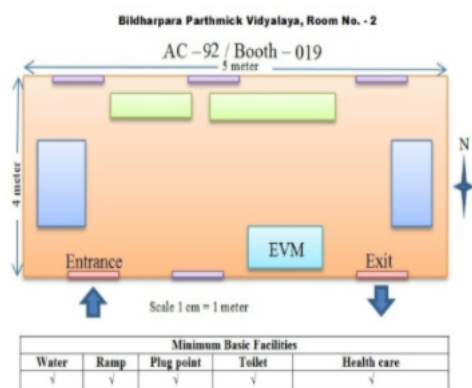 Bildharpara Parthmick Vidyalaya, Room No. - 2
AC – 92 / Booth – 019
5 meter
4 meter
N
EVM
Entrance
Exit
Scale 1 cm = 1 meter
Minimum Basic Facilities
Water Ramp Plug point Toilet Health care
√ √ √ √ √